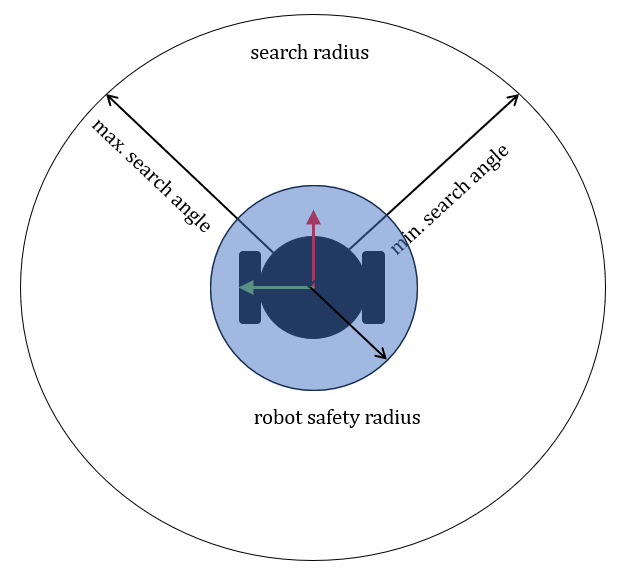 search radius
max. search angle
min. search angle
robot safety radius